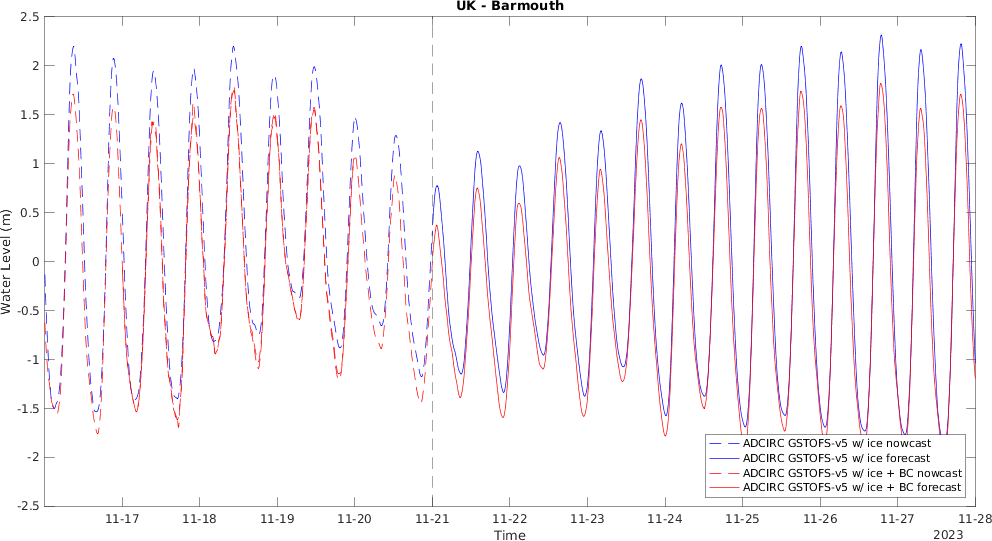 UK - Barmouth
2.5
2
1.5
1
0.5
0
-0.5
-1
-1.5
-2
-2.5
Water Level (m)
ADCIRC GSTOFS-v5 w/ ice nowcast
ADCIRC GSTOFS-v5 w/ ice forecast
ADCIRC GSTOFS-v5 w/ ice + BC nowcast
ADCIRC GSTOFS-v5 w/ ice + BC forecast
11-17 11-18 11-19 11-20 11-21 11-22 11-23 11-24 11-25 11-26 11-27 11-28
Time
2023